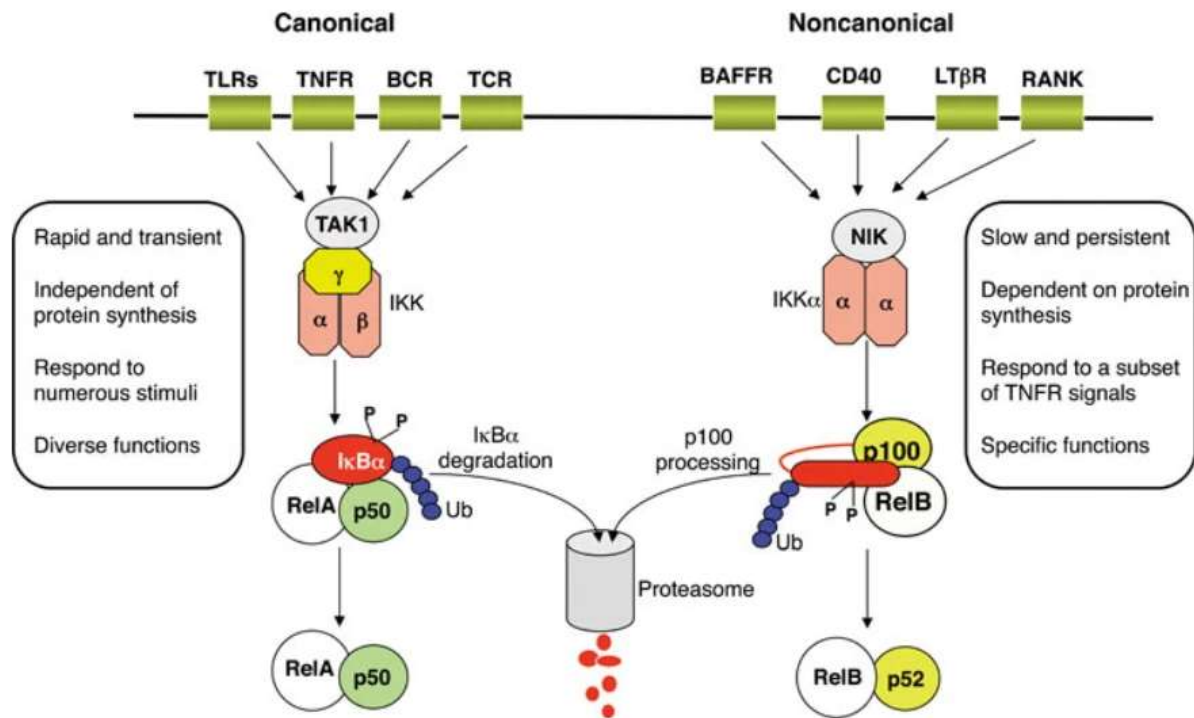 Canonical
Noncanonical
TLRs TNFR BCR TCR
BAFFR CD40 LTβR RANK
Rapid and transient
Independent of
protein synthesis
Respond to
numerous stimuli
Diverse functions
TAK1
γ
α β
IKK
NIK
IKKα
α α
Slow and persistent
Dependent on protein
synthesis
Respond to a subset
of TNFR signals
Specific functions
P P
IκBα
RelA p50
Ub
IκBα
degradation
p100
processing
p100
RelB
P P
Ub
Proteasome
RelA p50
RelB p52